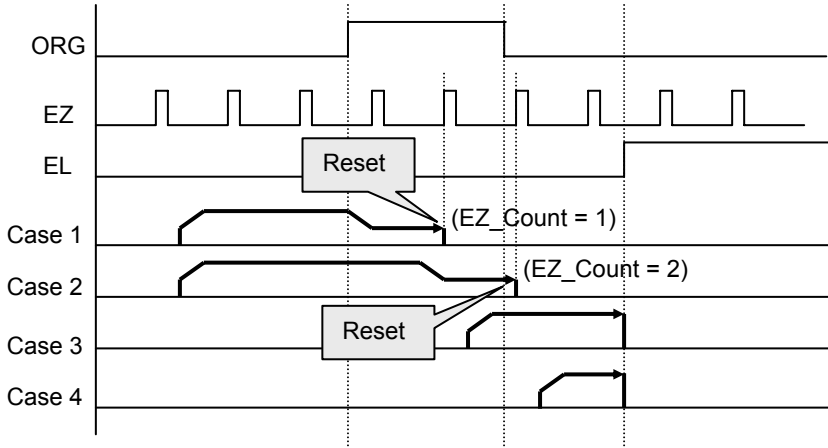 ORG
EZ
EL
Reset
(EZ_Count = 1)
Case 1
(EZ_Count = 2)
Case 2
Reset
Case 3
Case 4